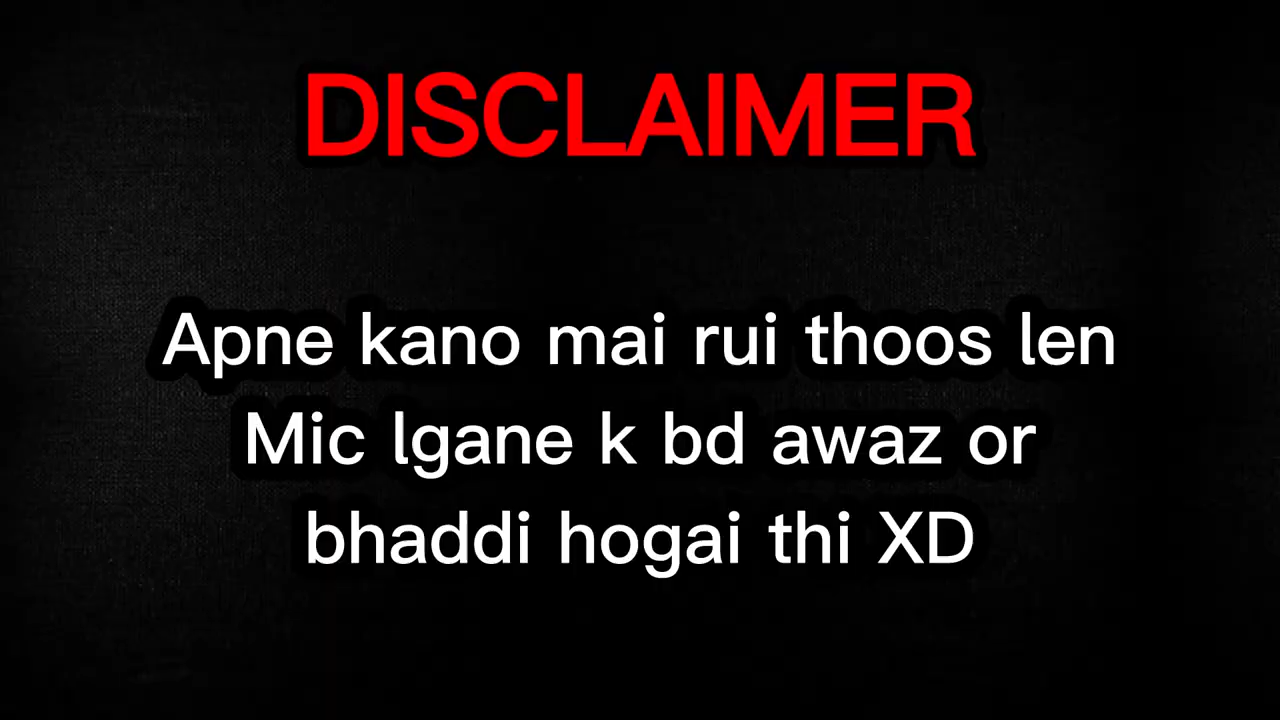 DISCLAIMER
Apne kano mai rui thoos len
Mic lgane k bd awaz or
bhaddi hogai thi XD